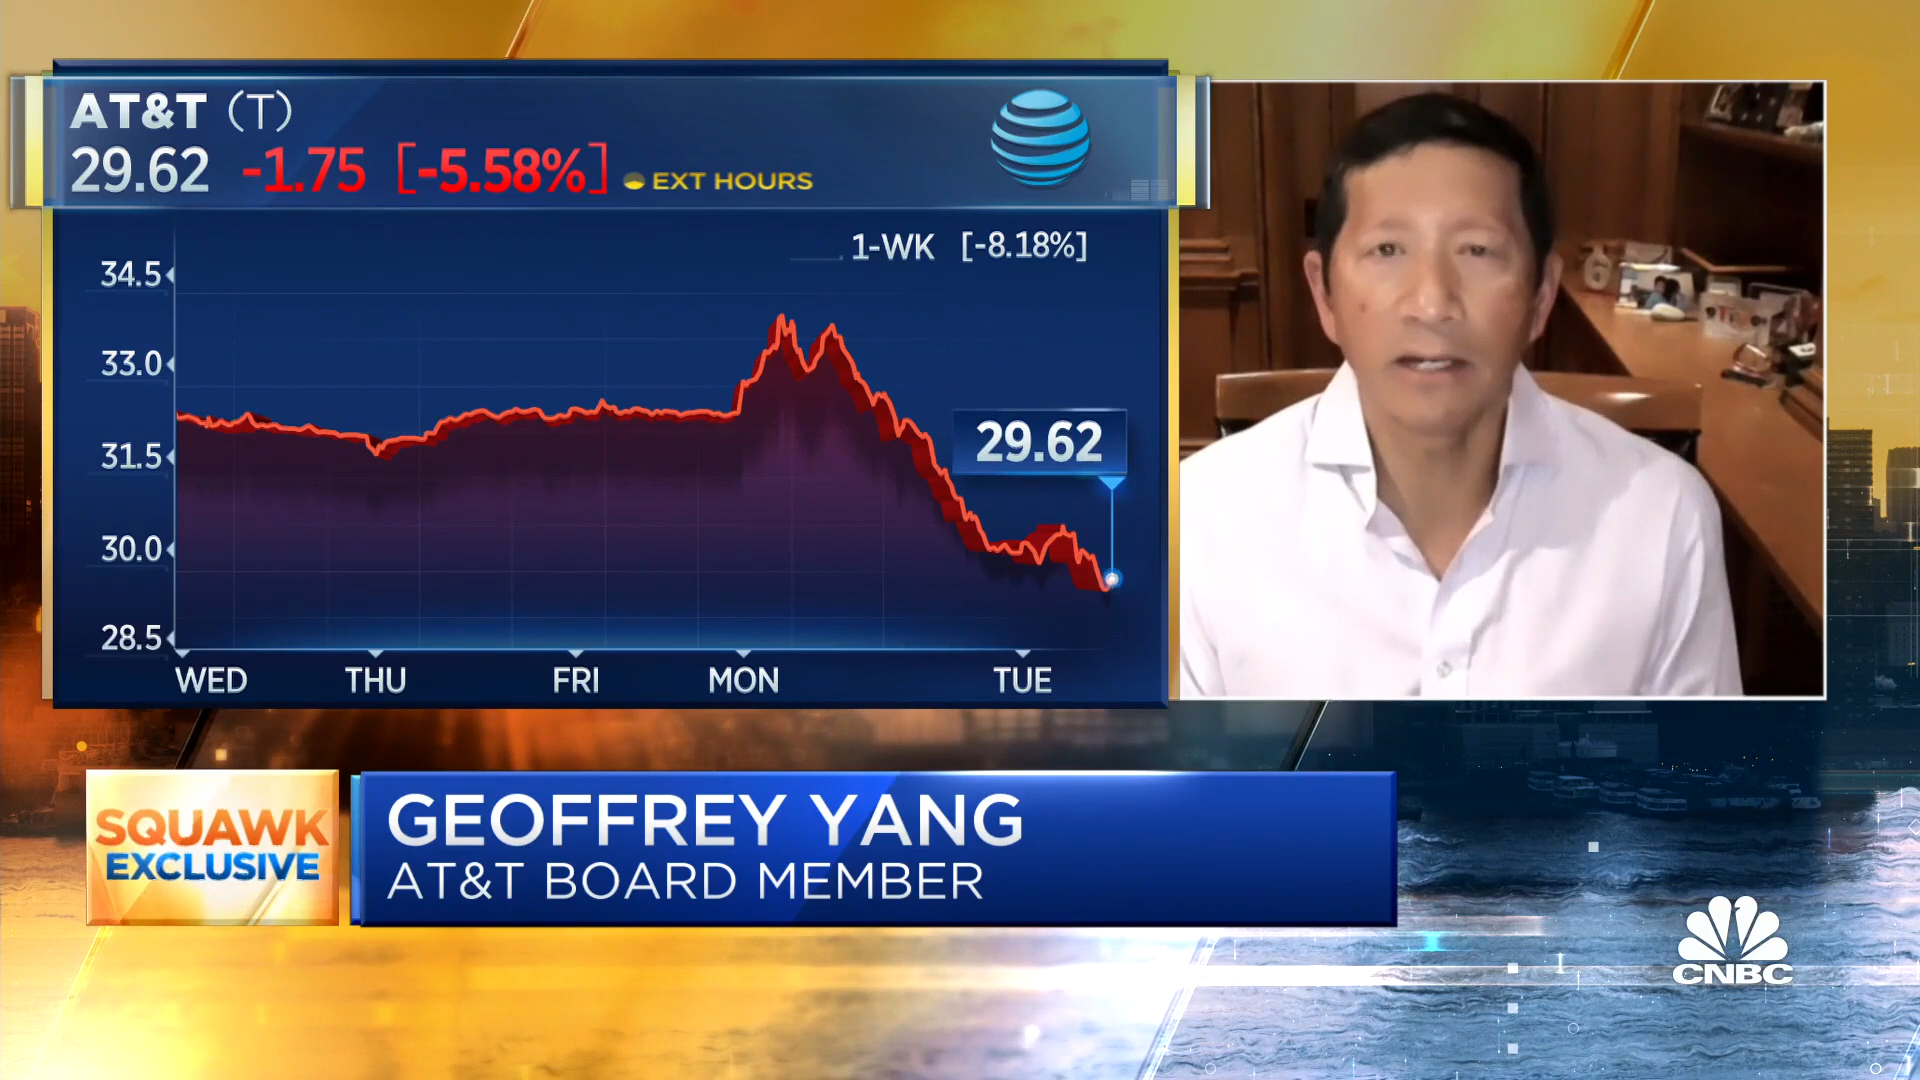 AT&T (T)
29.62 -1.75 [-5.58%] EXT HOURS
1-WK [-8.18%]
34.5
33.0
31.5
30.0
28.5
29.62
WED THU FRI MON TUE
SQUAWK
EXCLUSIVE
GEOFFREY YANG
AT&T BOARD MEMBER
CNBC